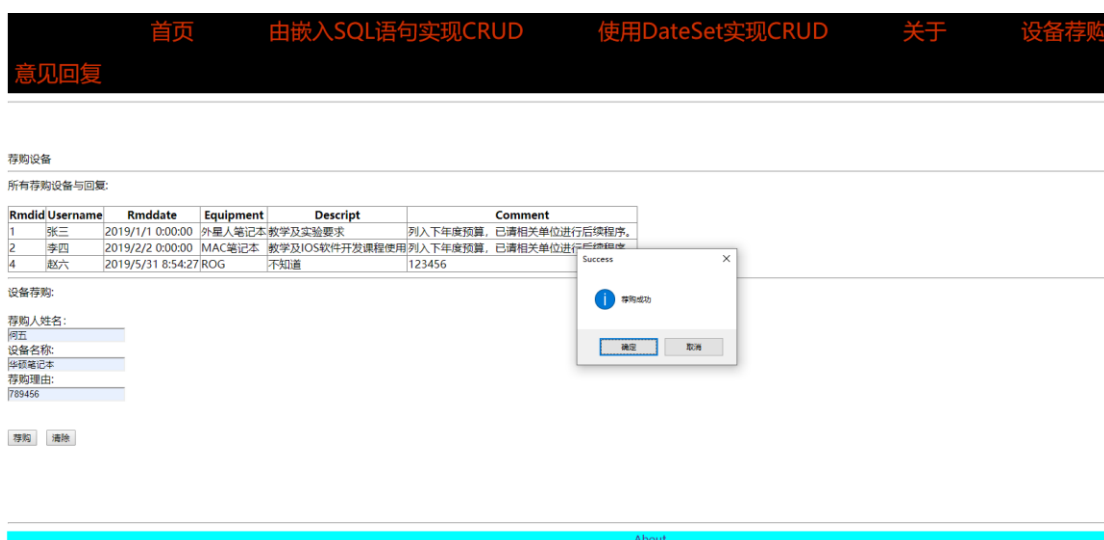 首页 由嵌入SQL语句实现CRUD 使用DateSet实现CRUD 关于 设备荐购
意见回复
荐购设备
所有荐购设备与回复:
Rmdid Username Rmddate Equipment Descript Comment
1 张三 2019/1/1 0:00:00 外星人笔记本 教学及实验要求 列入下年度预算，已请相关单位进行后续程序。
2 李四 2019/2/2 0:00:00 MAC笔记本 教学及IOS软件开发课程使用 列入下年度预算，已请相关单位进行后续程序。
4 赵六 2019/5/31 8:54:27 ROG 不知道 123456
Success
荐购成功
确定 取消
设备荐购:
荐购人姓名:
何五
设备名称:
华硕笔记本
荐购理由:
789456
荐购 清除
About